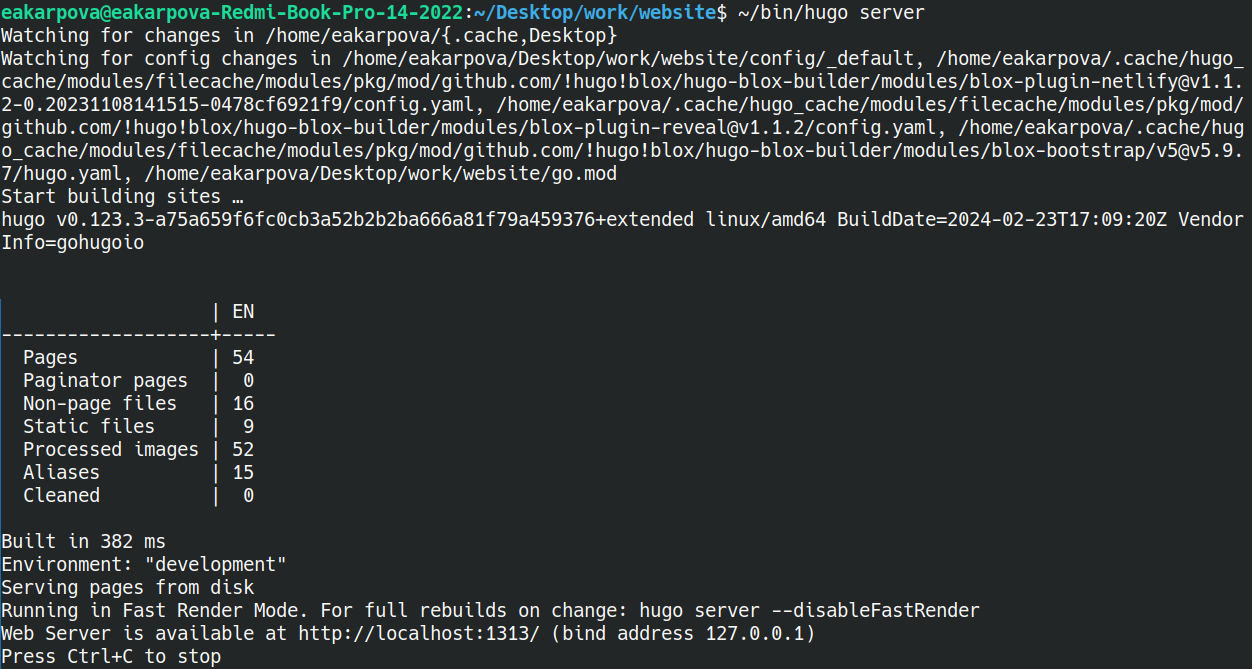 eakarpova@eakarpova-Redmi-Book-Pro-14-2022:~/Desktop/work/website$ ~/bin/hugo server
Watching for changes in /home/eakarpova/{.cache,Desktop}
Watching for config changes in /home/eakarpova/Desktop/work/website/config/_default, /home/eakarpova/.cache/hugo_
cache/modules/filecache/modules/pkg/mod/github.com/!hugo!blox/hugo-blox-builder/modules/blox-plugin-netlify@v1.1.
2-0.20231108141515-0478cf6921f9/config.yaml, /home/eakarpova/.cache/hugo_cache/modules/filecache/modules/pkg/mod/
github.com/!hugo!blox/hugo-blox-builder/modules/blox-plugin-reveal@v1.1.2/config.yaml, /home/eakarpova/.cache/hug
o_cache/modules/filecache/modules/pkg/mod/github.com/!hugo!blox/hugo-blox-builder/modules/blox-bootstrap/v5@v5.9.
7/hugo.yaml, /home/eakarpova/Desktop/work/website/go.mod
Start building sites …
hugo v0.123.3-a75a659f6fc0cb3a52b2b2ba666a81f79a459376+extended linux/amd64 BuildDate=2024-02-23T17:09:20Z Vendor
Info=gohugoio
                   | EN
-------------------+-----
  Pages            | 54
  Paginator pages  |  0
  Non-page files   | 16
  Static files     |  9
  Processed images | 52
  Aliases          | 15
  Cleaned          |  0
Built in 382 ms
Environment: "development"
Serving pages from disk
Running in Fast Render Mode. For full rebuilds on change: hugo server --disableFastRender
Web Server is available at http://localhost:1313/ (bind address 127.0.0.1)
Press Ctrl+C to stop